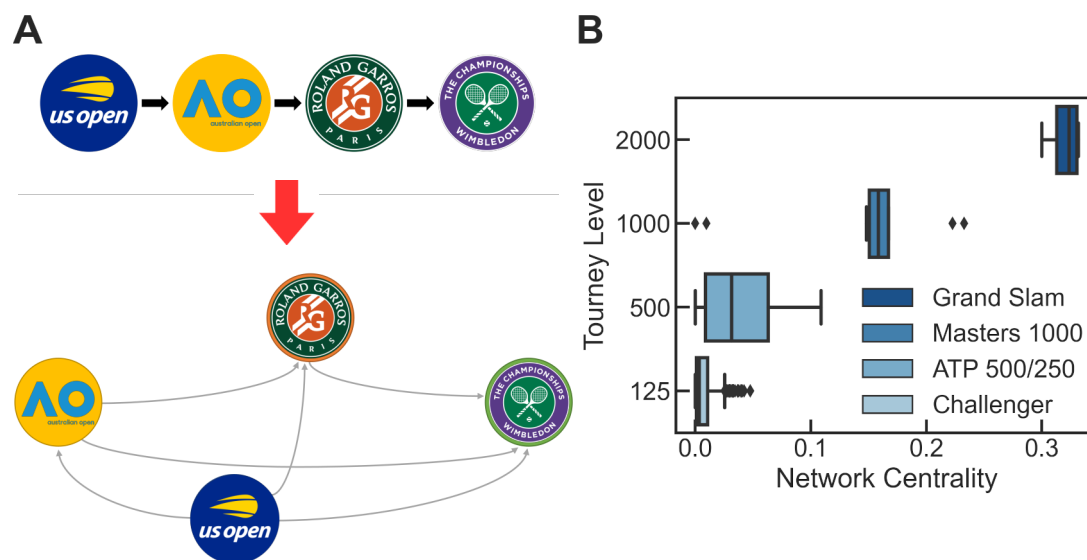 A
us open
AO
australian open
ROLAND GARROS
RG
PARIS
THE CHAMPIONSHIPS
WIMBLEDON
ROLAND GARROS
RG
PARIS
AO
australian open
THE CHAMPIONSHIPS
WIMBLEDON
us open
B
Tourney Level
2000
1000
500
125
Grand Slam
Masters 1000
ATP 500/250
Challenger
0.0
0.1
0.2
0.3
Network Centrality